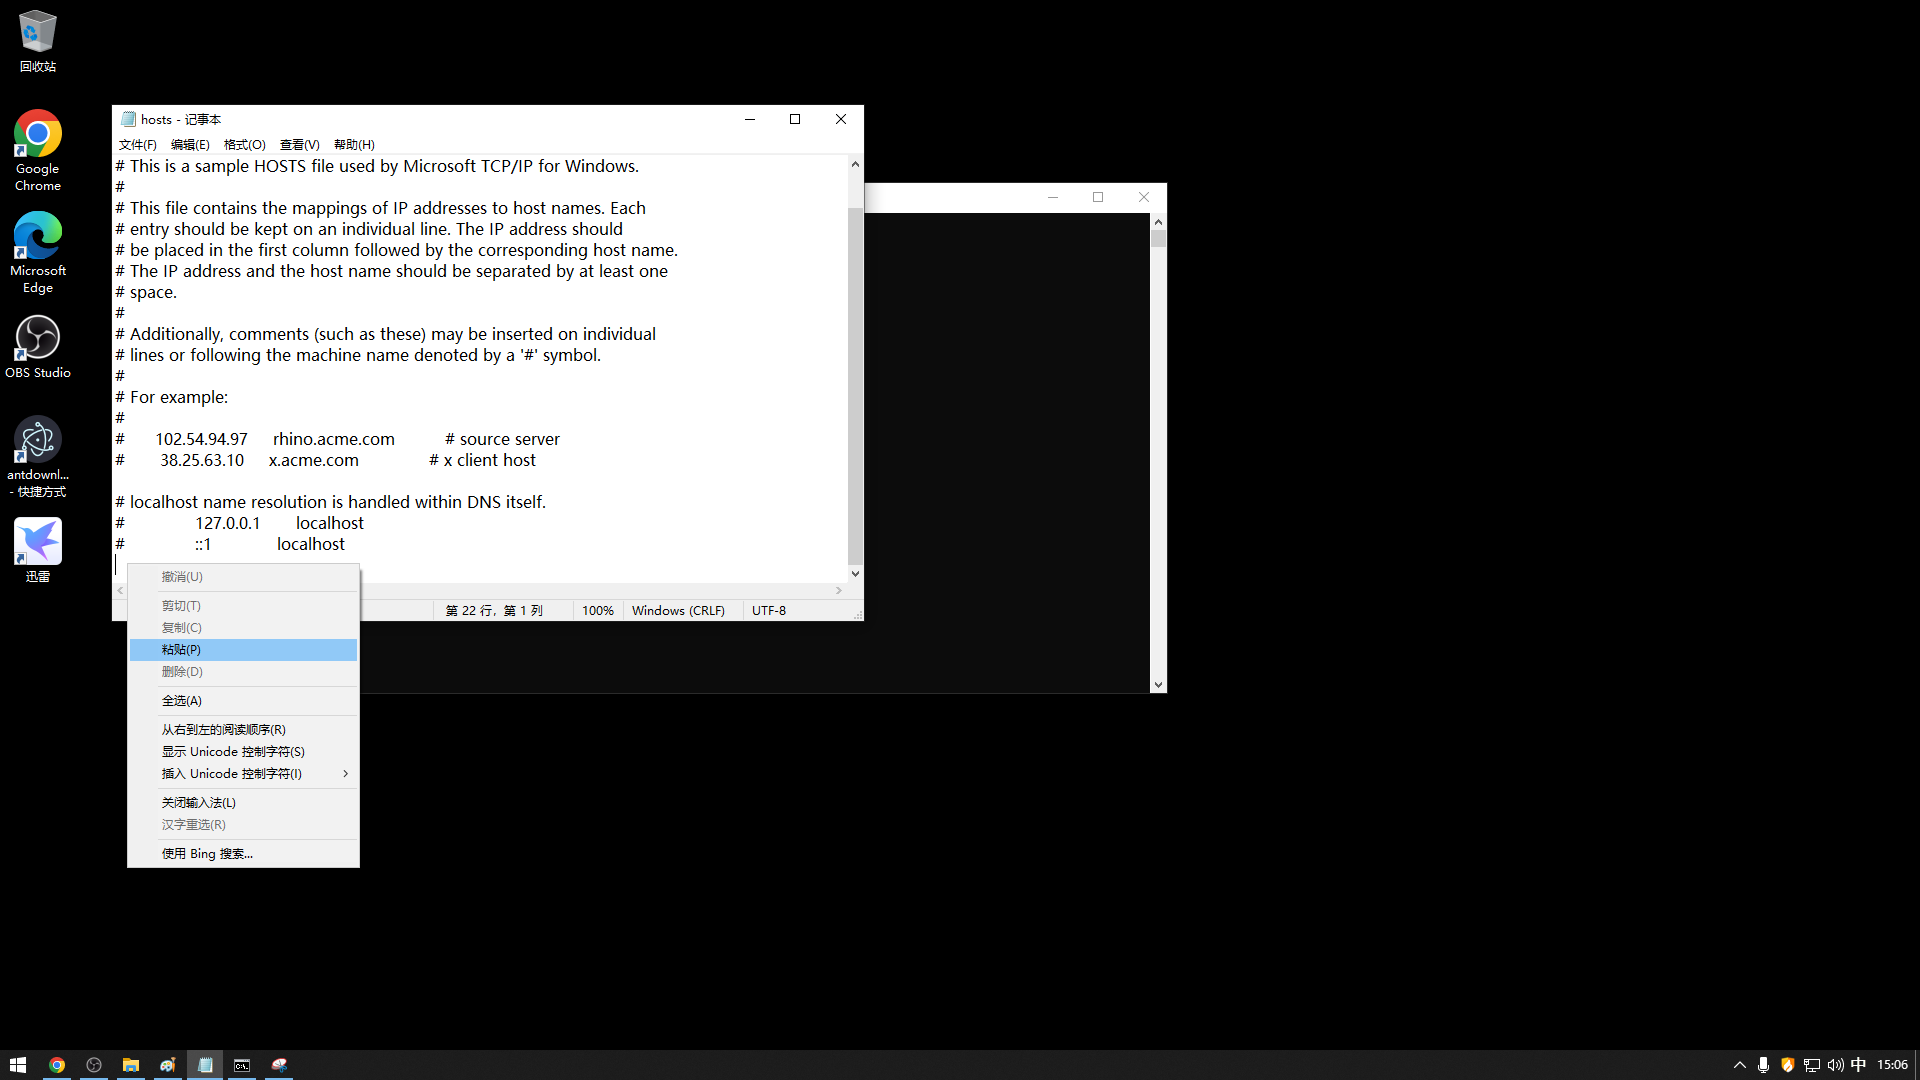 回收站
Google
Chrome
Microsoft
Edge
OBS Studio
antdownl...
- 快捷方式
迅雷
hosts - 记事本
文件(F) 编辑(E) 格式(O) 查看(V) 帮助(H)
# This is a sample HOSTS file used by Microsoft TCP/IP for Windows.
#
# This file contains the mappings of IP addresses to host names. Each
# entry should be kept on an individual line. The IP address should
# be placed in the first column followed by the corresponding host name.
# The IP address and the host name should be separated by at least one
# space.
#
# Additionally, comments (such as these) may be inserted on individual
# lines or following the machine name denoted by a '#' symbol.
#
# For example:
#
# 102.54.94.97 rhino.acme.com # source server
# 38.25.63.10 x.acme.com # x client host
# localhost name resolution is handled within DNS itself.
# 127.0.0.1 localhost
# ::1 localhost
第 22 行，第 1 列 100% Windows (CRLF) UTF-8
撤消(U)
剪切(T)
复制(C)
粘贴(P)
删除(D)
全选(A)
从右到左的阅读顺序(R)
显示 Unicode 控制字符(S)
插入 Unicode 控制字符(I)
关闭输入法(L)
汉字重选(R)
使用 Bing 搜索...
中 15:06